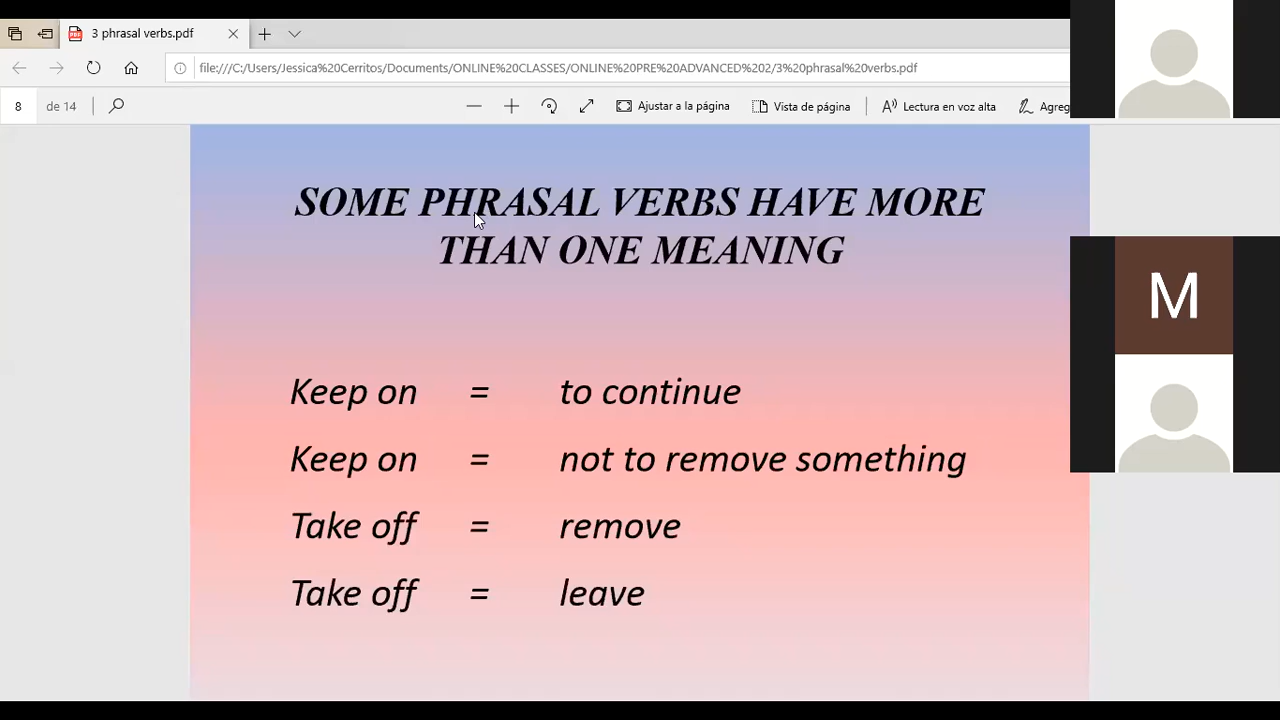 3 phrasal verbs.pdf
file:///C:/Users/Jessica%20Cerritos/Documents/ONLINE%20CLASSES/ONLINE%20PRE%20ADVANCED%202/3%20phrasal%20verbs.pdf
8 de 14 Ajustar a la página Vista de página Lectura en voz alta Agreg
SOME PHRASAL VERBS HAVE MORE
THAN ONE MEANING
Keep on = to continue
Keep on = not to remove something
Take off = remove
Take off = leave
M